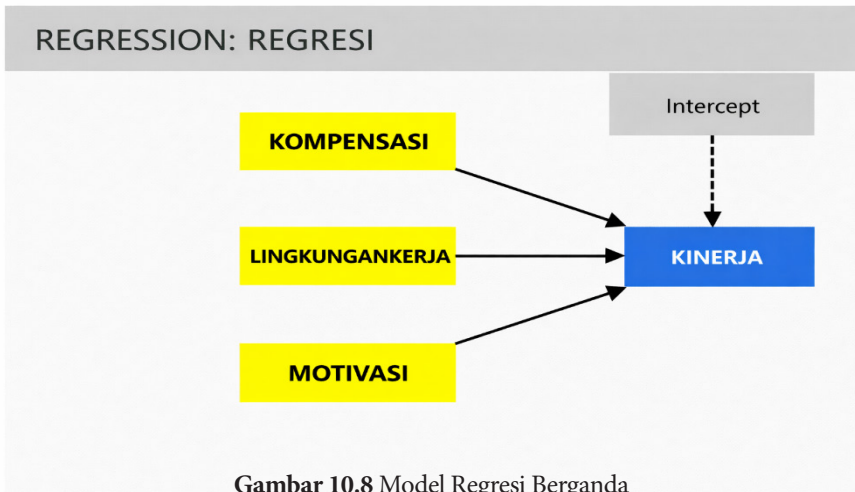 REGRESSION: REGRESI
Intercept
KOMPENSASI
LINGKUNGANKERJA
KINERJA
MOTIVASI
Gambar 10.8 Model Regresi Berganda